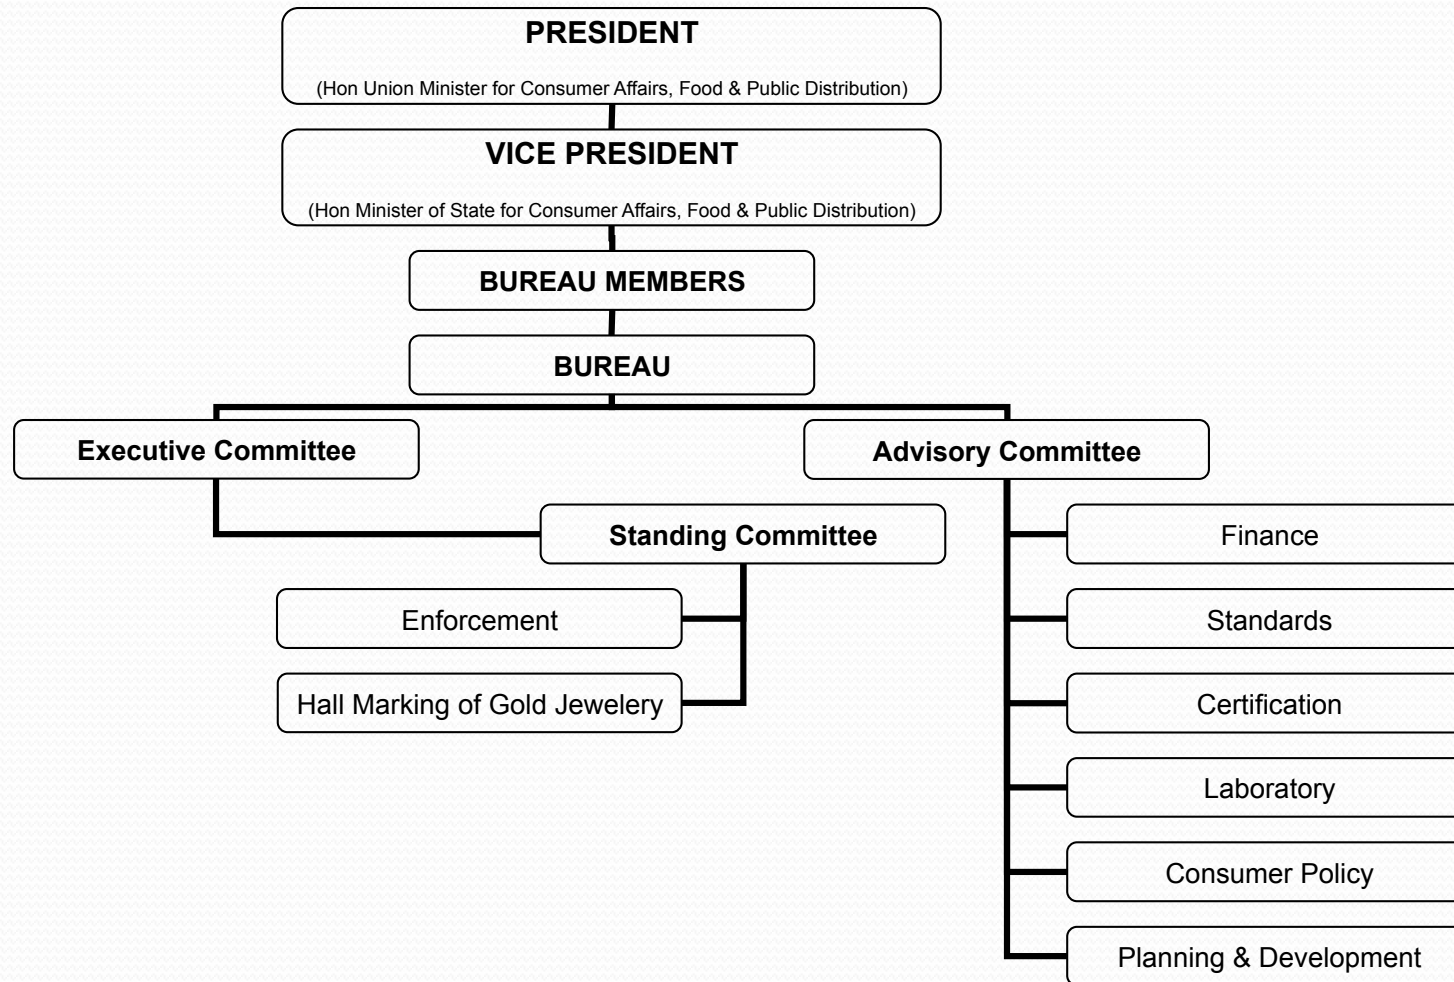 PRESIDENT
(Hon Union Minister for Consumer Affairs, Food & Public Distribution)
VICE PRESIDENT
(Hon Minister of State for Consumer Affairs, Food & Public Distribution)
BUREAU MEMBERS
BUREAU
Executive Committee
Advisory Committee
Standing Committee
Enforcement
Hall Marking of Gold Jewelery
Finance
Standards
Certification
Laboratory
Consumer Policy
Planning & Development